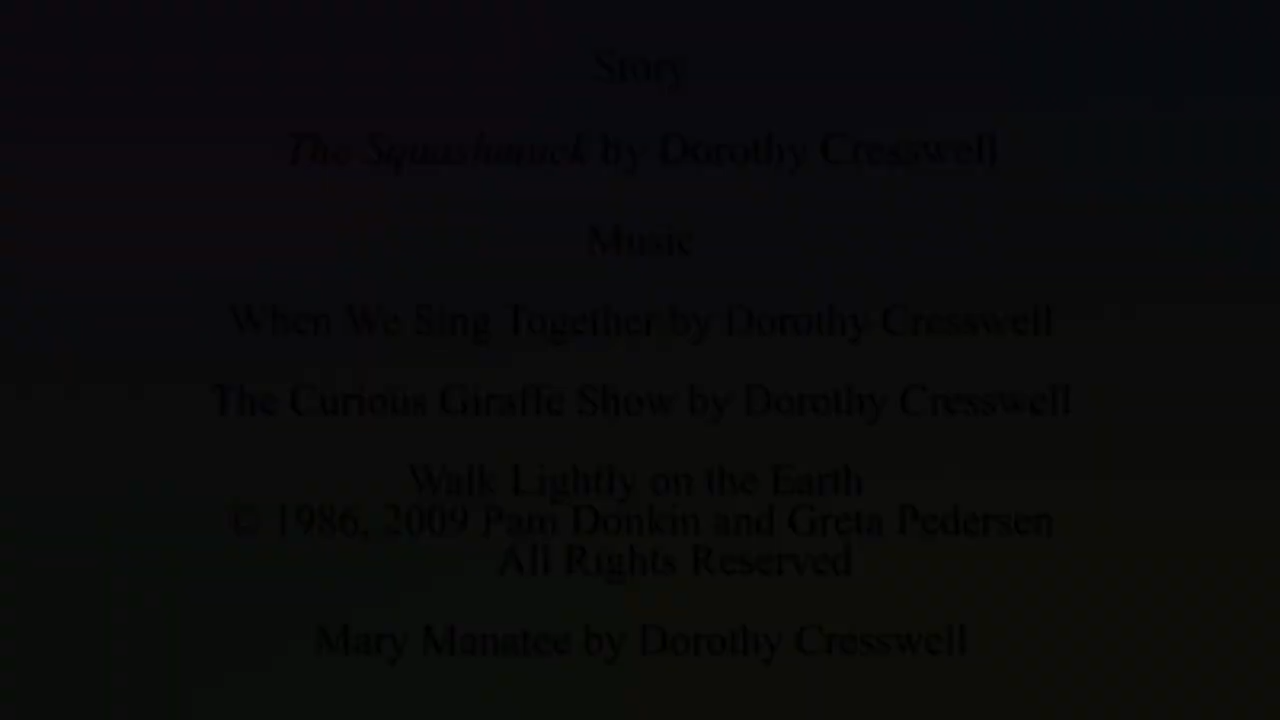 Story
The Squashmuck by Dorothy Cresswell
Music
When We Sing Together by Dorothy Cresswell
The Curious Giraffe Show by Dorothy Cresswell
Walk Lightly on the Earth
© 1986, 2009 Pam Donkin and Greta Pedersen
All Rights Reserved
Mary Manatee by Dorothy Cresswell